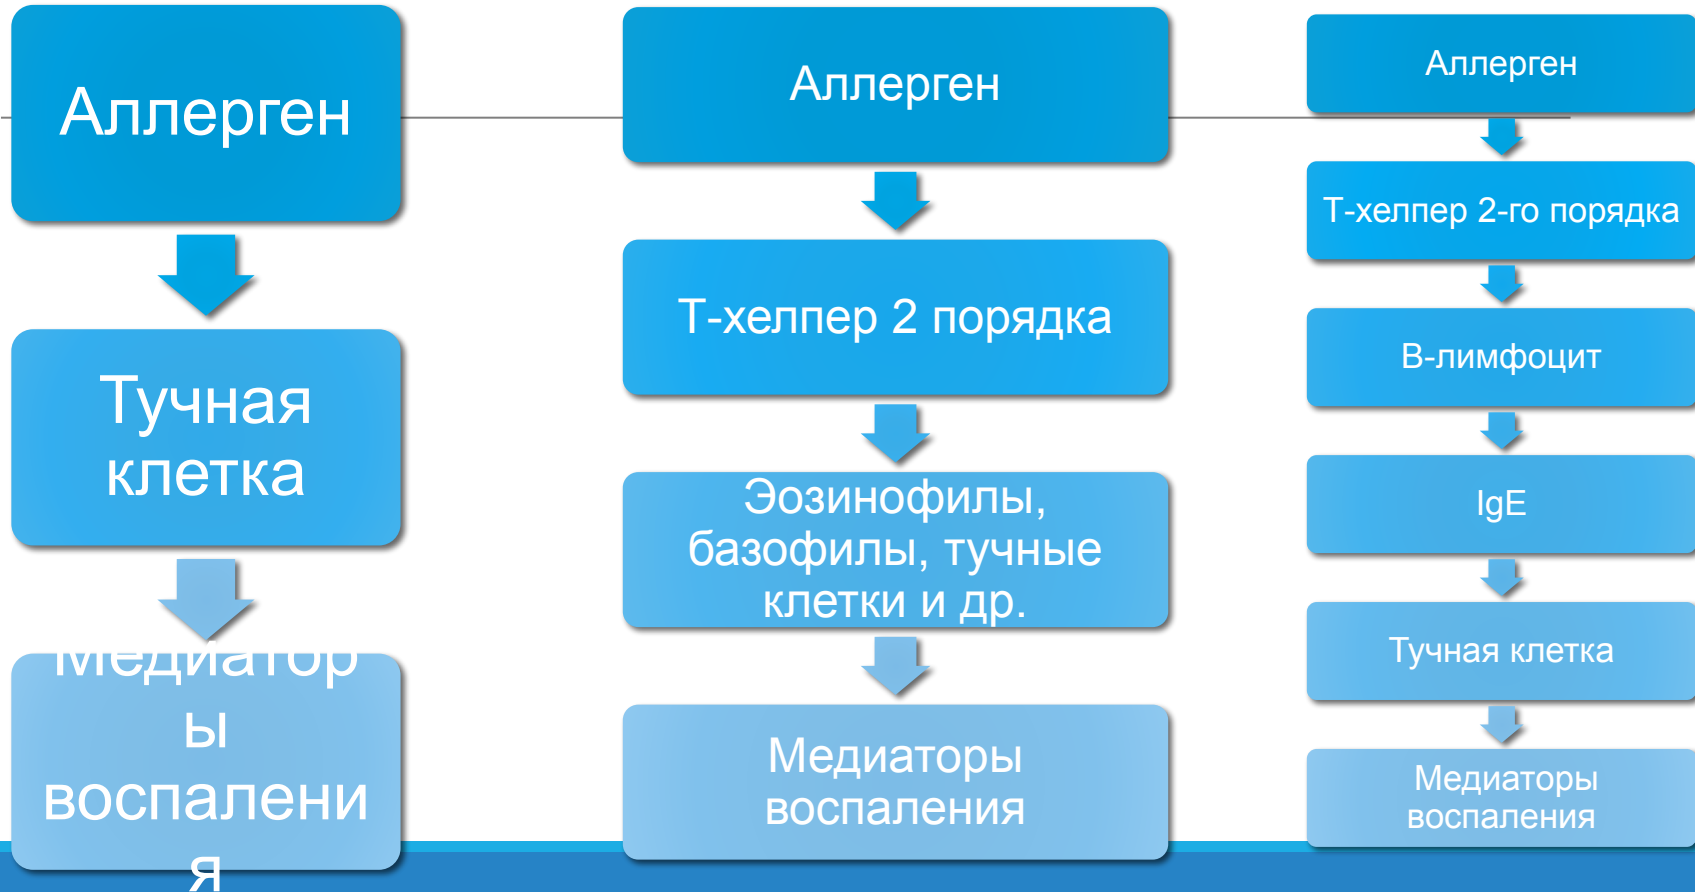 Аллерген
Тучная
клетка
Медиатор
ы
воспалени
я
Аллерген
Т-хелпер 2 порядка
Эозинофилы,
базофилы, тучные
клетки и др.
Медиаторы
воспаления
Аллерген
Т-хелпер 2-го порядка
В-лимфоцит
IgE
Тучная клетка
Медиаторы
воспаления